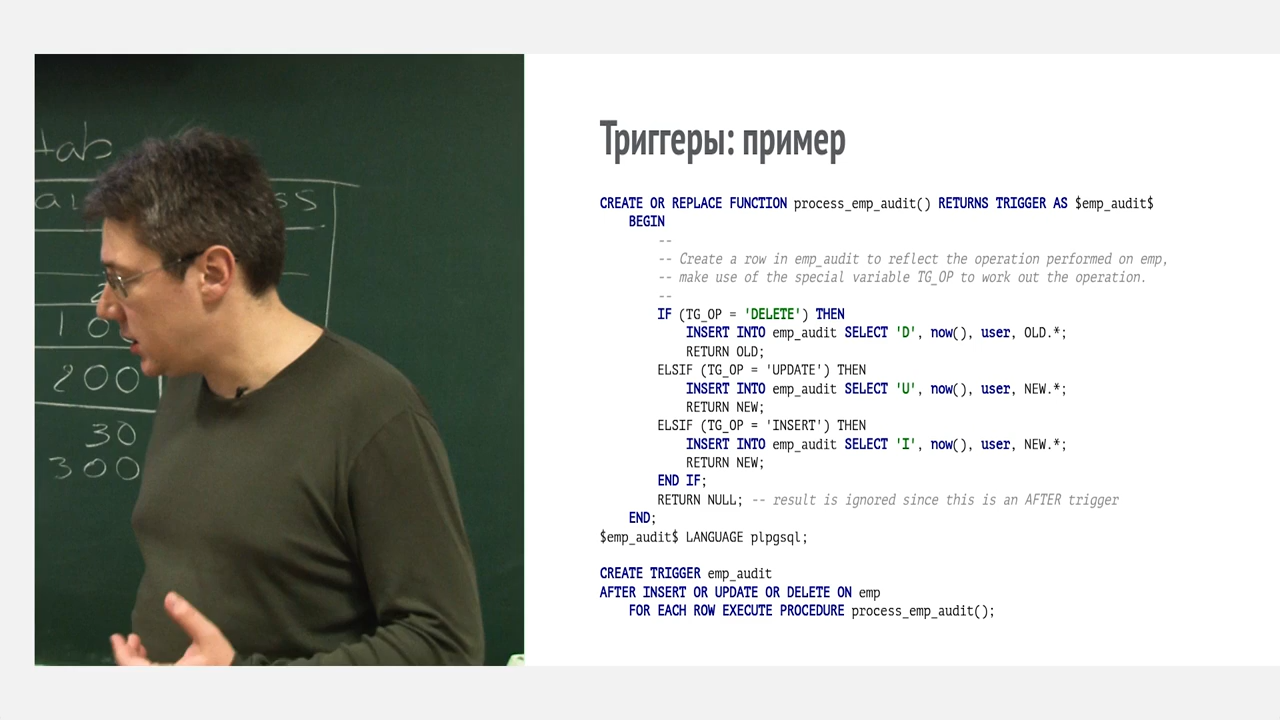 tab
ss
2
10
200
30
300
Триггеры: пример
CREATE OR REPLACE FUNCTION process_emp_audit() RETURNS TRIGGER AS $emp_audit$
BEGIN
--
-- Create a row in emp_audit to reflect the operation performed on emp,
-- make use of the special variable TG_OP to work out the operation.
--
IF (TG_OP = 'DELETE') THEN
INSERT INTO emp_audit SELECT 'D', now(), user, OLD.*;
RETURN OLD;
ELSIF (TG_OP = 'UPDATE') THEN
INSERT INTO emp_audit SELECT 'U', now(), user, NEW.*;
RETURN NEW;
ELSIF (TG_OP = 'INSERT') THEN
INSERT INTO emp_audit SELECT 'I', now(), user, NEW.*;
RETURN NEW;
END IF;
RETURN NULL; -- result is ignored since this is an AFTER trigger
END;
$emp_audit$ LANGUAGE plpgsql;
CREATE TRIGGER emp_audit
AFTER INSERT OR UPDATE OR DELETE ON emp
FOR EACH ROW EXECUTE PROCEDURE process_emp_audit();